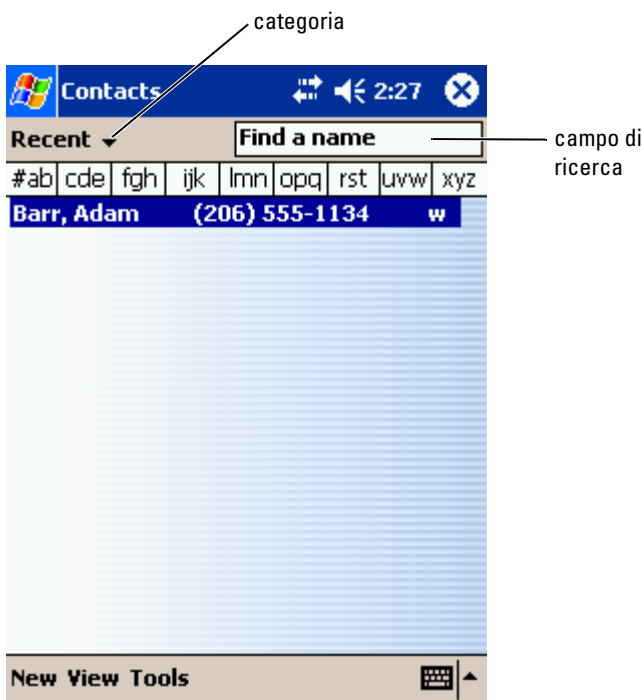 categoria
Contacts 2:27
Recent Find a name
campo di
ricerca
#ab cde fgh ijk lmn opq rst uvw xyz
Barr, Adam (206) 555-1134 w
New View Tools